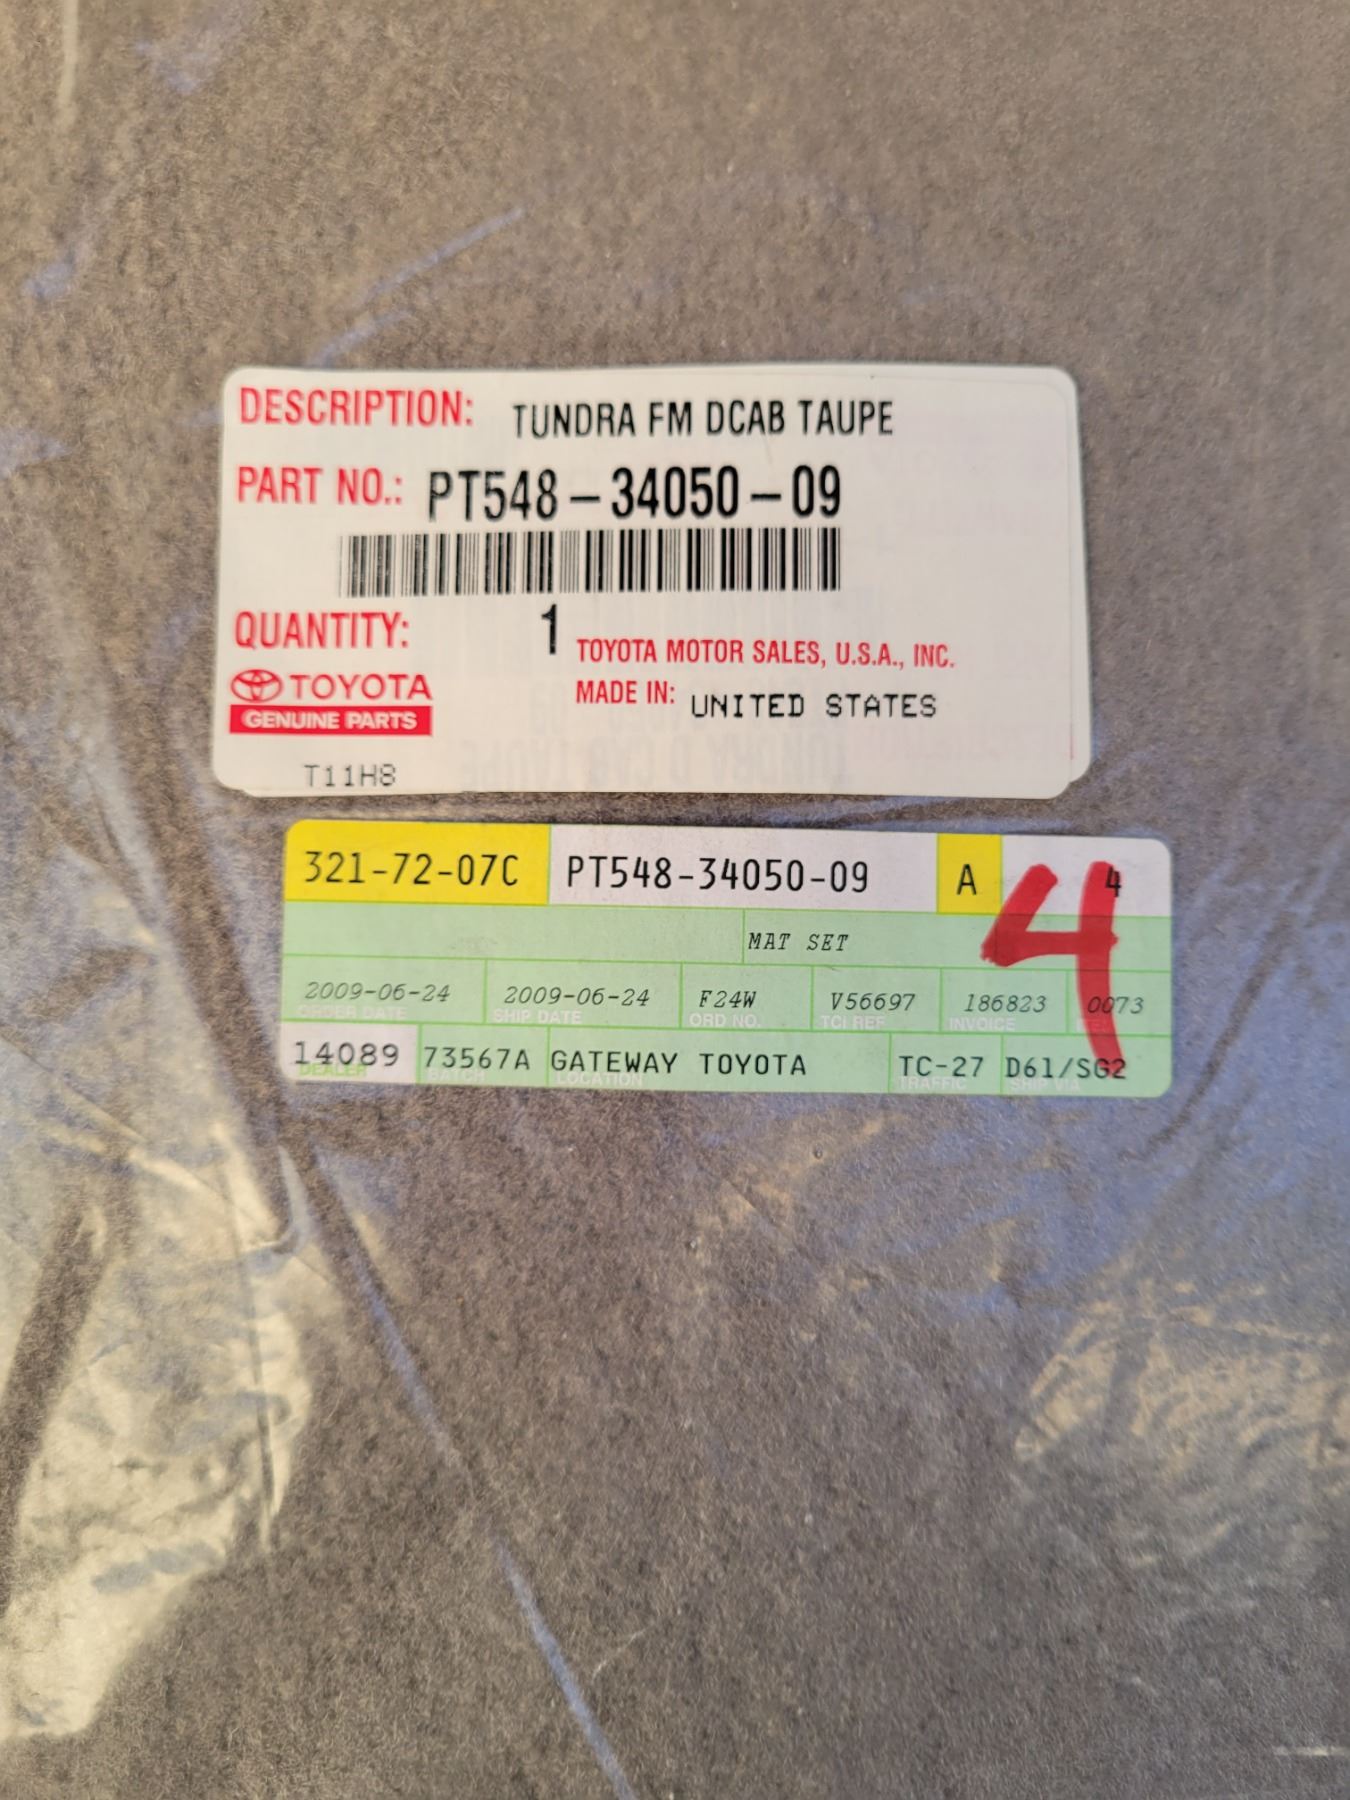 DESCRIPTION: TUNDRA FM DCAB TAUPE
PART NO.: PT548-34050-09
QUANTITY: 1
TOYOTA MOTOR SALES, U.S.A., INC.
TOYOTA
MADE IN: UNITED STATES
GENUINE PARTS
T11H8
321-72-07C PT548-34050-09 A 4
4
MAT SET
2009-06-24 2009-06-24 F24W V56697 186823 0073
ORDER DATE SHIP DATE ORD NO. TCI REF INVOICE
14089 73567A GATEWAY TOYOTA TC-27 D61/SG2
DEALER BATCH LOCATION TRAFFIC SHIP VIA